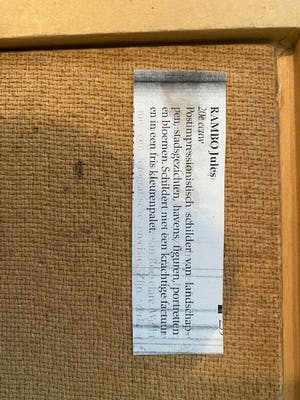 RAMBO Jules
20e eeuw
Postimpressionistisch schilder van landschap-
pen, stadsgezichten, havens, figuren, portretten
en bloemen. Schildert met een krachtige factuur
en in een fris kleurenpalet.